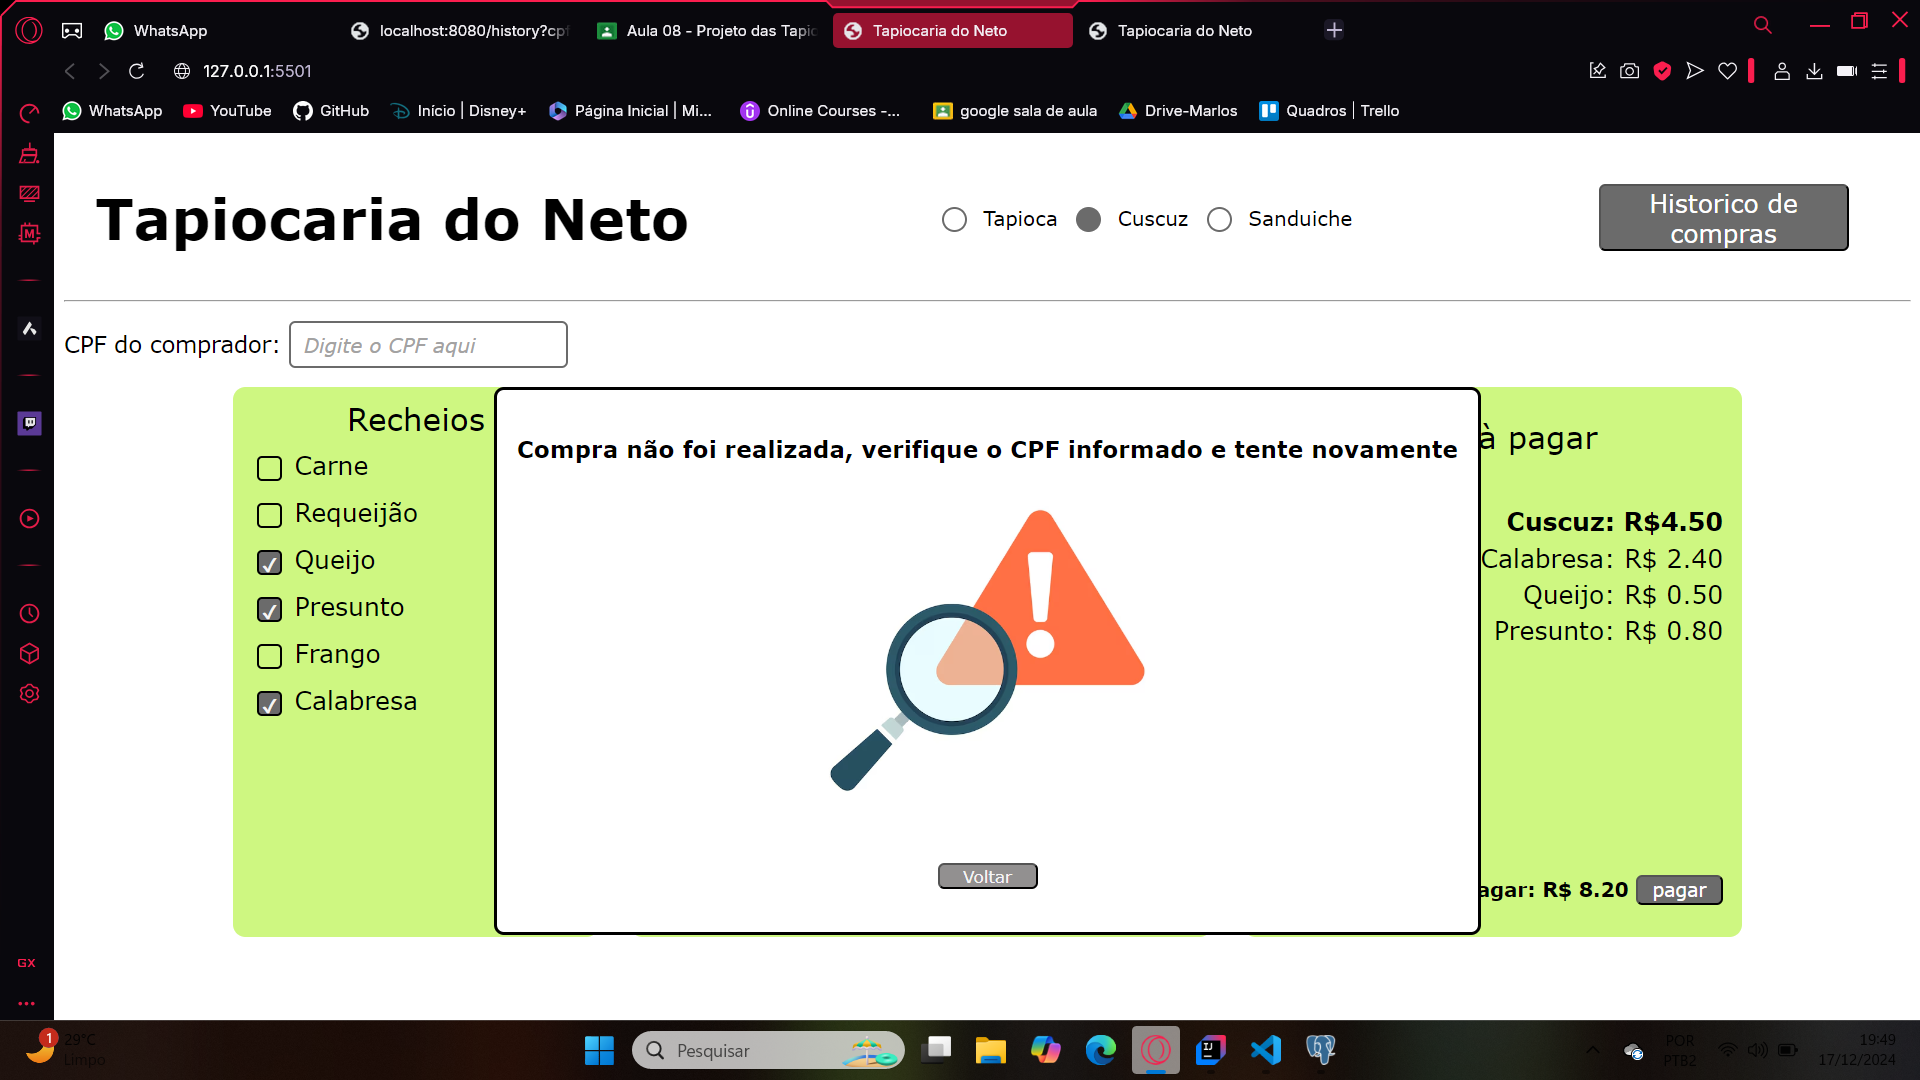 WhatsApp
localhost:8080/history?cpf
Aula 08 - Projeto das Tapic
Tapiocaria do Neto
Tapiocaria do Neto
127.0.0.1:5501
WhatsApp
YouTube
GitHub
Início | Disney+
Página Inicial | Mi...
Online Courses -...
google sala de aula
Drive-Marlos
Quadros | Trello
Tapiocaria do Neto
Tapioca
Cuscuz
Sanduiche
Historico de
compras
CPF do comprador:
Digite o CPF aqui
Recheios
Carne
Requeijão
Queijo
Presunto
Frango
Calabresa
Compra não foi realizada, verifique o CPF informado e tente novamente
Voltar
à pagar
Cuscuz: R$4.50
Calabresa: R$ 2.40
Queijo: R$ 0.50
Presunto: R$ 0.80
agar: R$ 8.20
pagar
GX
1
29°C
Limpo
Pesquisar
POR
PTB2
19:49
17/12/2024